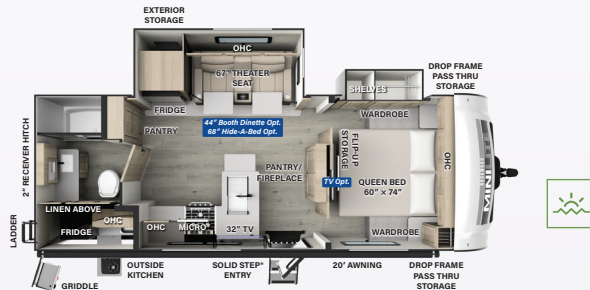 EXTERIOR
STORAGE
OHC
67" THEATER
SEAT
SHELVES
DROP FRAME
PASS THRU
STORAGE
FRIDGE
WARDROBE
44" Booth Dinette Opt.
68" Hide-A-Bed Opt.
PANTRY
2" RECEIVER HITCH
FLIP-UP
STORAGE
OHC
PANTRY/
FIREPLACE
TV Opt.
QUEEN BED
60" x 74"
MINI
LINEN ABOVE
OHC
LADDER
FRIDGE
OHC
MICRO
32" TV
WARDROBE
OUTSIDE
KITCHEN
SOLID STEP®
ENTRY
20' AWNING
DROP FRAME
PASS THRU
STORAGE
GRIDDLE